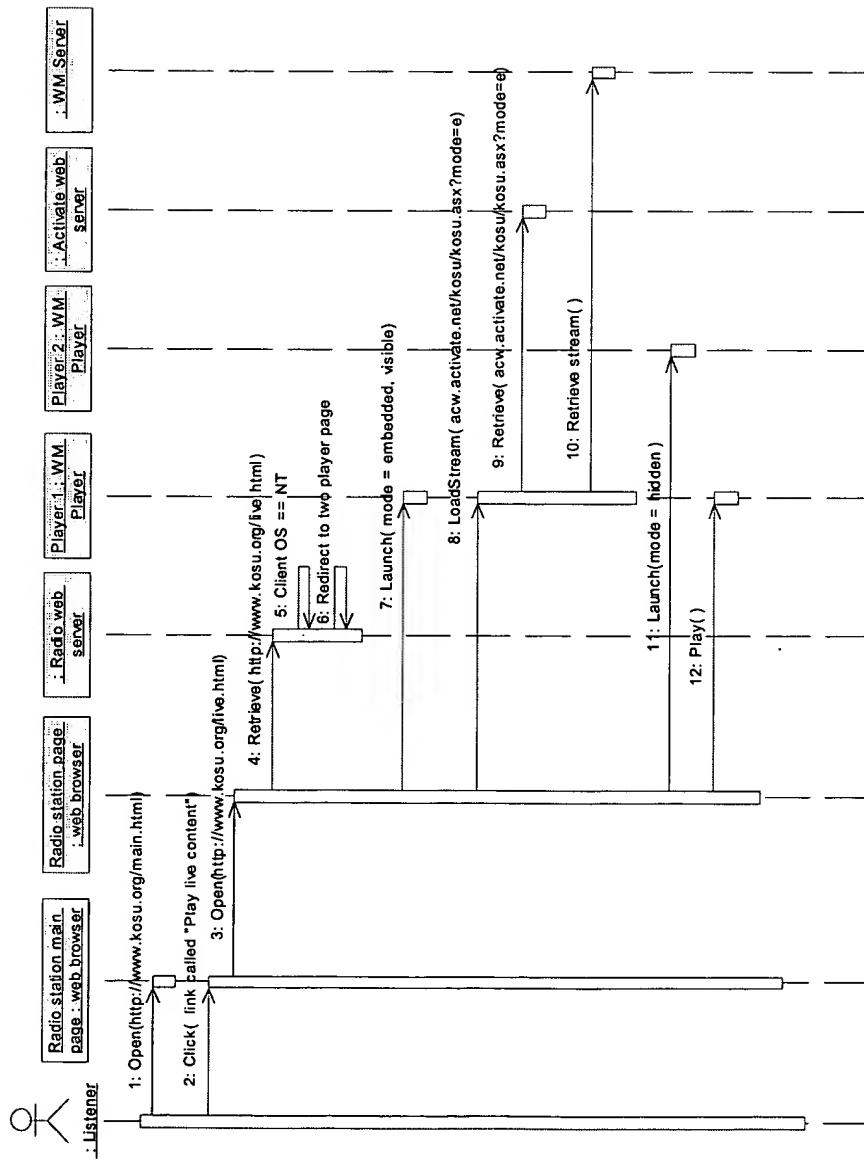 : Listener
Radio station main
page : web browser
Radio station page
: web browser
: Radio web
server
Player 1 : WM
Player
Player 2 : WM
Player
: Activate web
server
: WM Server
1: Open(http://www.kosu.org/main.html)
2: Click( link called "Play live content")
3: Open(http://www.kosu.org/live.html)
4: Retrieve( http://www.kosu.org/live.html)
5: Client OS == NT
6: Redirect to two player page
7: Launch( mode = embedded, visible)
8: LoadStream( acw.activate.net/kosu/kosu.asx?mode=e)
9: Retrieve( acw.activate.net/kosu/kosu.asx?mode=e)
10: Retrieve stream( )
11: Launch(mode = hidden)
12: Play( )